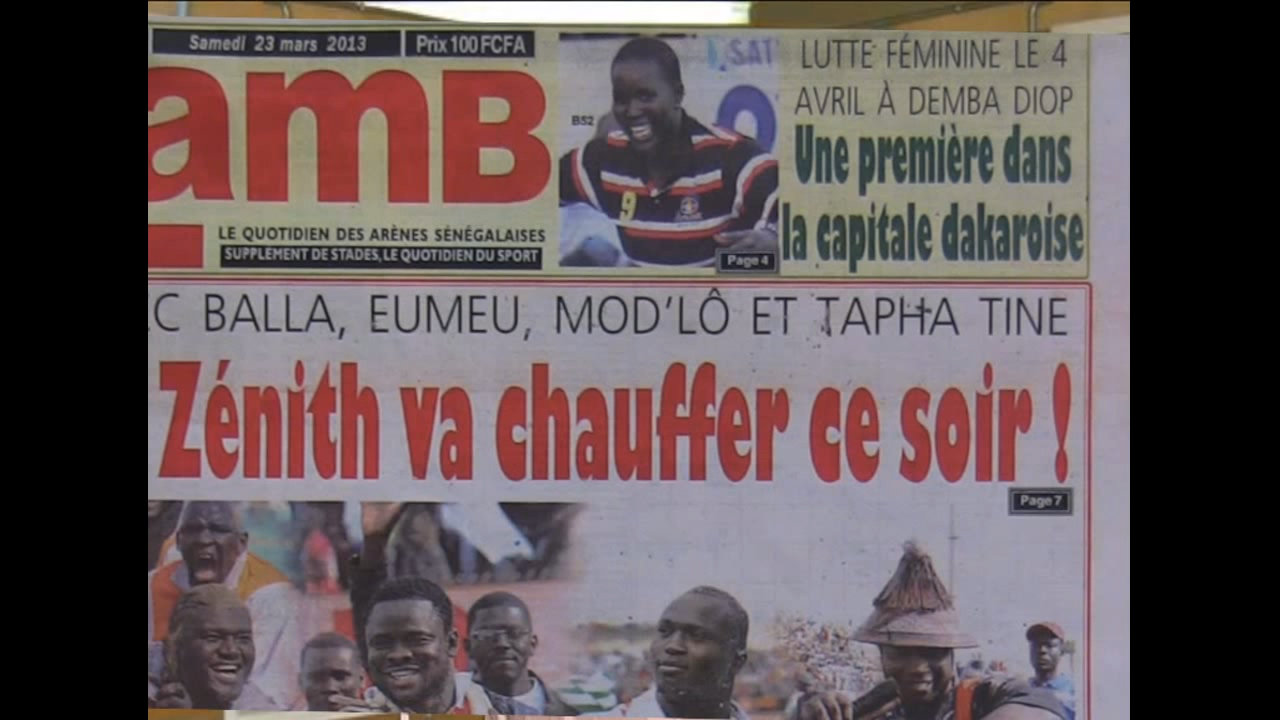 Samedi 23 mars 2013
Prix 100 FCFA
amB
LE QUOTIDIEN DES ARÈNES SÉNÉGALAISES
SUPPLEMENT DE STADES, LE QUOTIDIEN DU SPORT
B52
SAT
9
Page 4
LUTTE FÉMININE LE 4
AVRIL À DEMBA DIOP
Une première dans
la capitale dakaroise
EC BALLA, EUMEU, MOD'LÔ ET TAPHA TINE
Zénith va chauffer ce soir !
Page 7